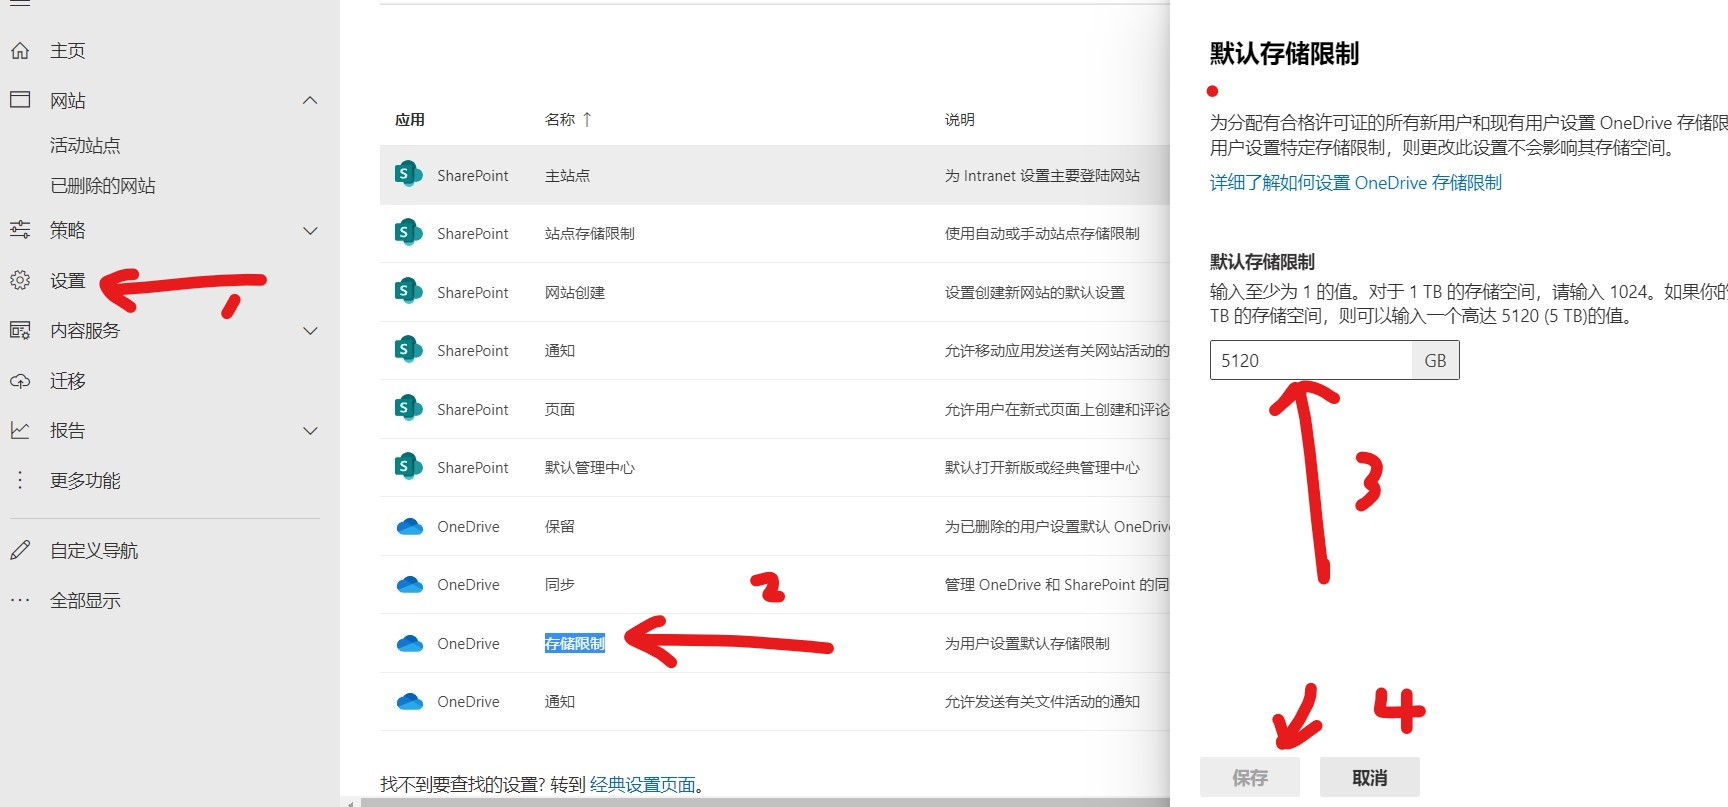 主页
网站
活动站点
已删除的网站
策略
设置
内容服务
迁移
报告
更多功能
自定义导航
全部显示
1
应用 名称 ↑ 说明
SharePoint 主站点 为 Intranet 设置主要登陆网站
SharePoint 站点存储限制 使用自动或手动站点存储限制
SharePoint 网站创建 设置创建新网站的默认设置
SharePoint 通知 允许移动应用发送有关网站活动的
SharePoint 页面 允许用户在新式页面上创建和评论
SharePoint 默认管理中心 默认打开新版或经典管理中心
OneDrive 保留 为已删除的用户设置默认 OneDrive
OneDrive 同步 管理 OneDrive 和 SharePoint 的同
2
OneDrive 存储限制 为用户设置默认存储限制
OneDrive 通知 允许发送有关文件活动的通知
找不到要查找的设置? 转到 经典设置页面。
默认存储限制
为分配有合格许可证的所有新用户和现有用户设置 OneDrive 存储限
用户设置特定存储限制，则更改此设置不会影响其存储空间。
详细了解如何设置 OneDrive 存储限制
默认存储限制
输入至少为 1 的值。对于 1 TB 的存储空间，请输入 1024。如果你的
TB 的存储空间，则可以输入一个高达 5120 (5 TB)的值。
5120 GB
3
4
保存 取消